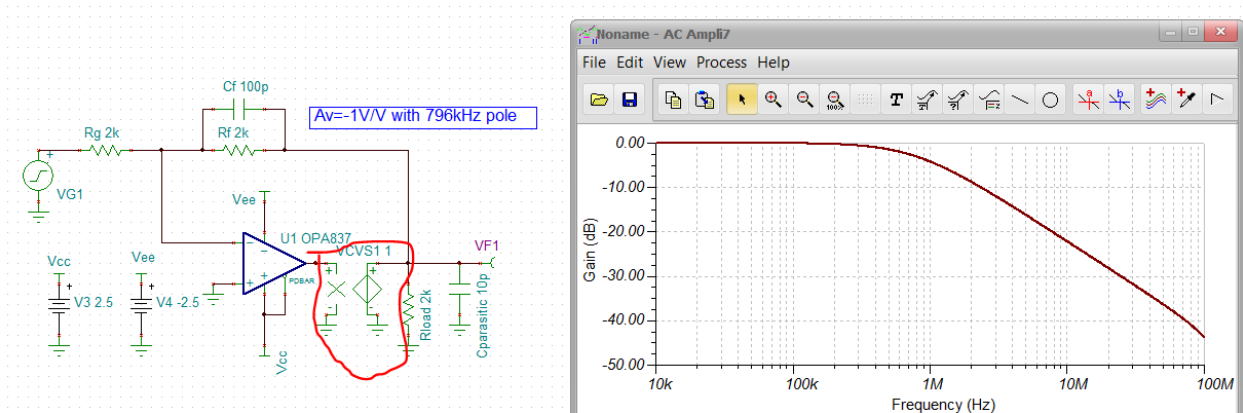 Cf 100p
Av=-1V/V with 796kHz pole
Rg 2k
Rf 2k
VG1
Vee
U1 OPA837
VCVS1 1
VF1
PDBAR
Vcc
Vee
V3 2.5
V4 -2.5
Rload 2k
Cparasitic 10p
Vcc
Noname - AC Ampli7
File Edit View Process Help
100%
T
a
b
0.00
-10.00
-20.00
-30.00
-40.00
-50.00
Gain (dB)
10k 100k 1M 10M 100M
Frequency (Hz)